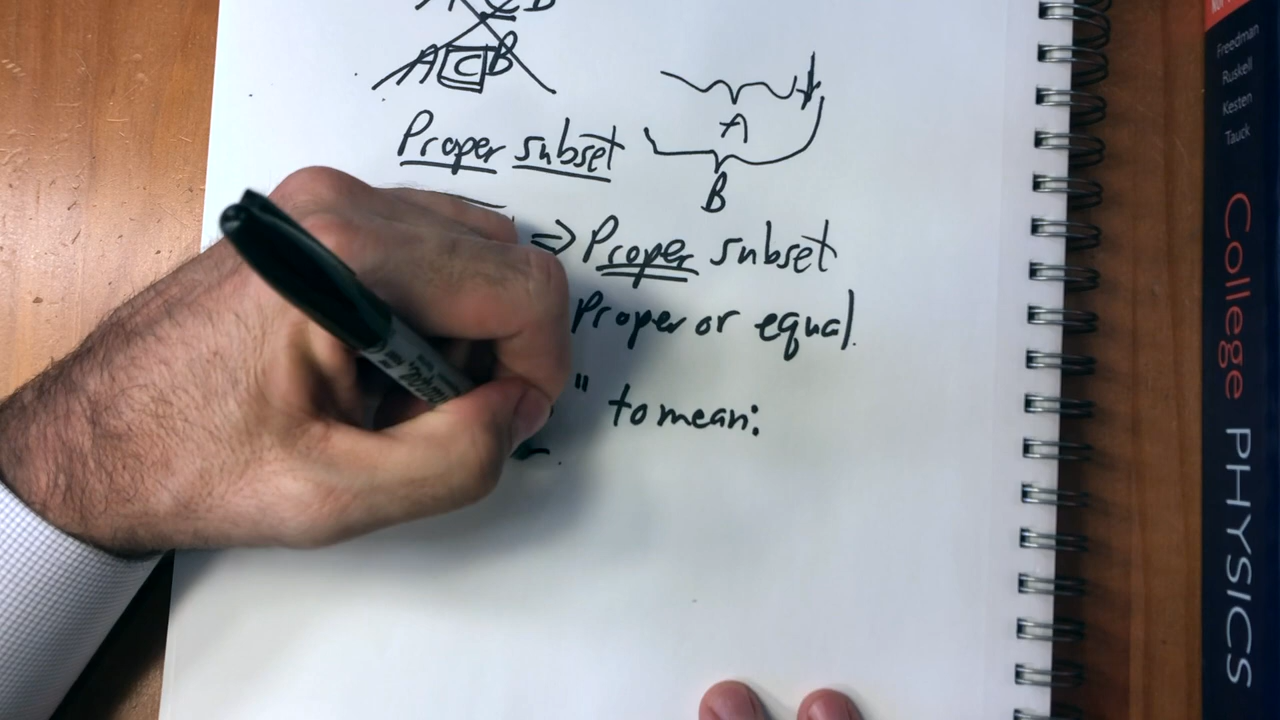 A ⊂ B
Proper subset
A
B
⇒ Proper subset
Proper or equal.
" to mean:
Freedman
Ruskell
Kesten
Tauck
College PHYSICS